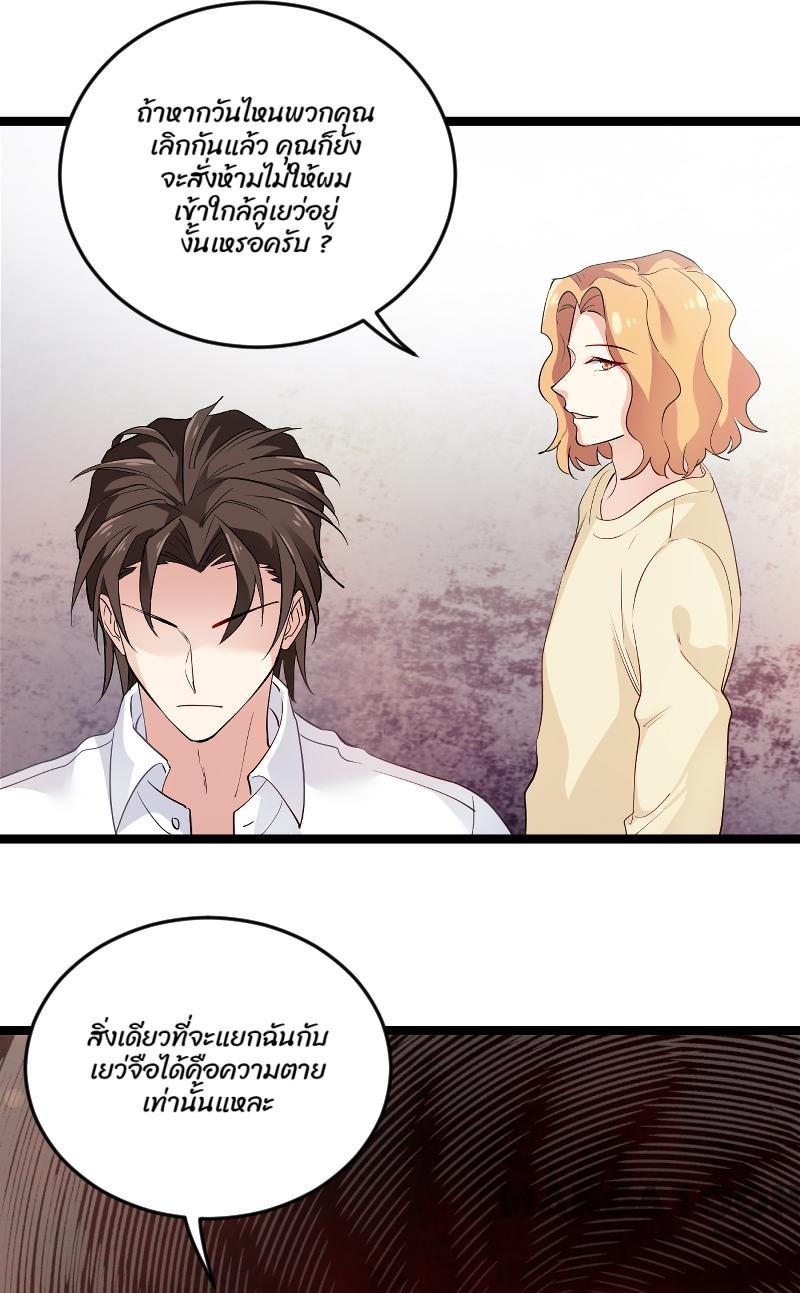 ถ้าหากวันไหนพวกคุณ
เลิกกันแล้ว คุณก็ยัง
จะสั่งห้ามไม่ให้ผม
เข้าใกล้ลู่เยว่อยู่
งั้นเหรอครับ ?
สิ่งเดียวที่จะแยกฉันกับ
เยว่จือได้คือความตาย
เท่านั้นแหละ
MANGA TOON